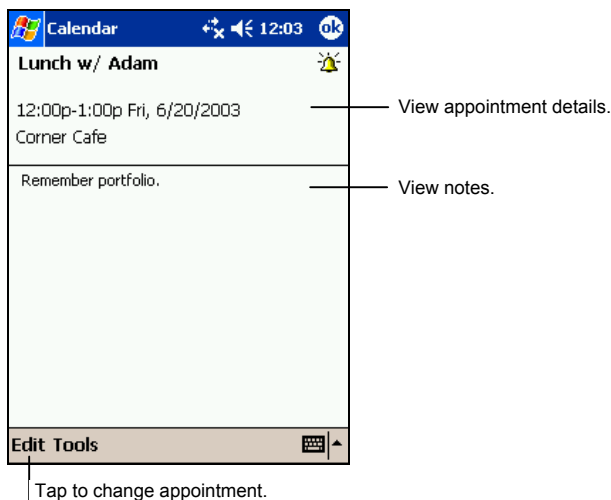 Calendar 12:03 ok
Lunch w/ Adam
12:00p-1:00p Fri, 6/20/2003
Corner Cafe
View appointment details.
Remember portfolio.
View notes.
Edit Tools
Tap to change appointment.